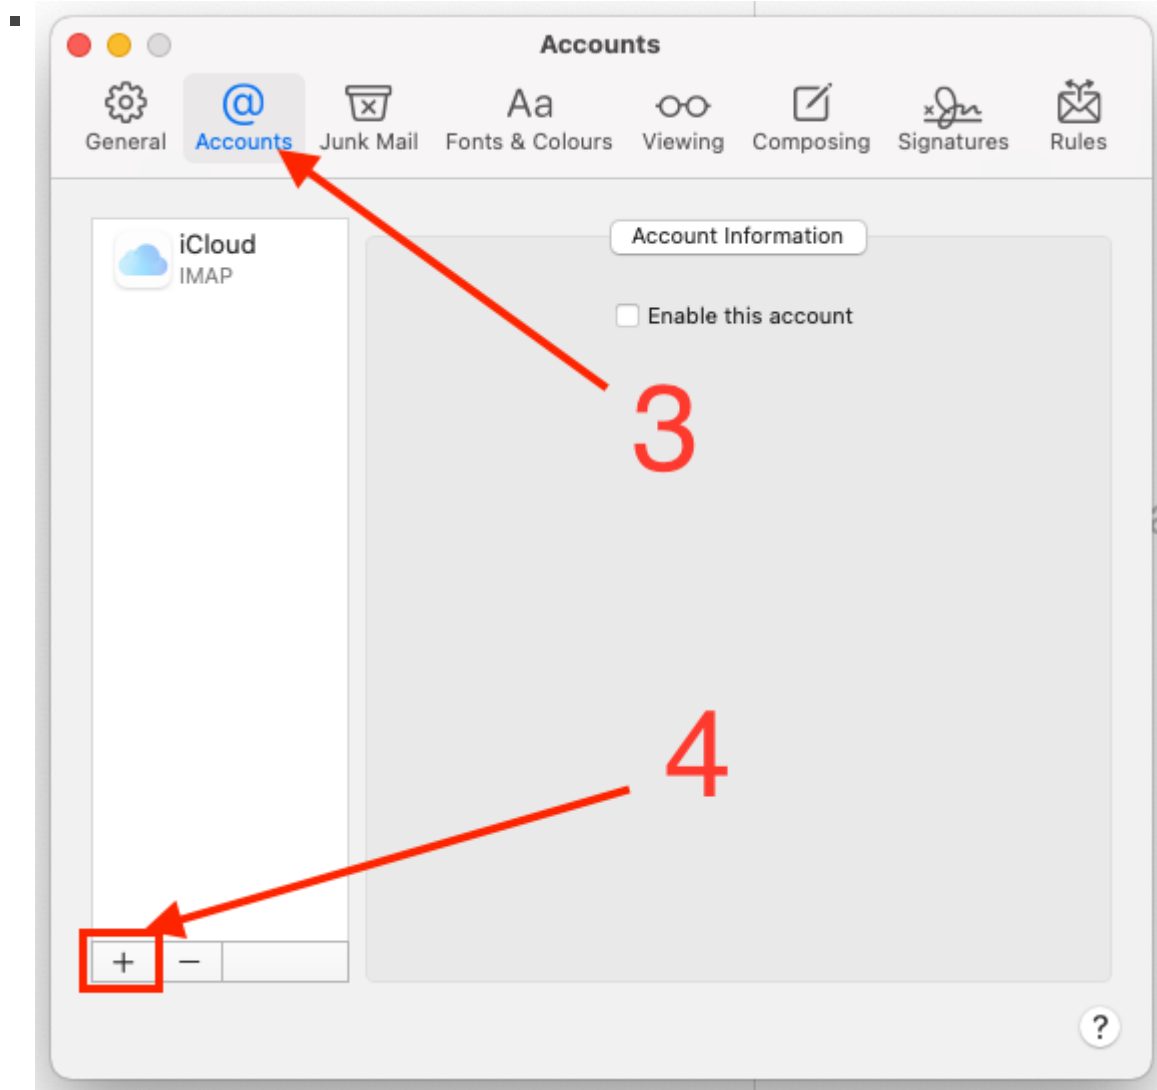 Accounts
General Accounts Junk Mail Fonts & Colours Viewing Composing Signatures Rules
iCloud
IMAP
Account Information
Enable this account
3
4
+ −
?